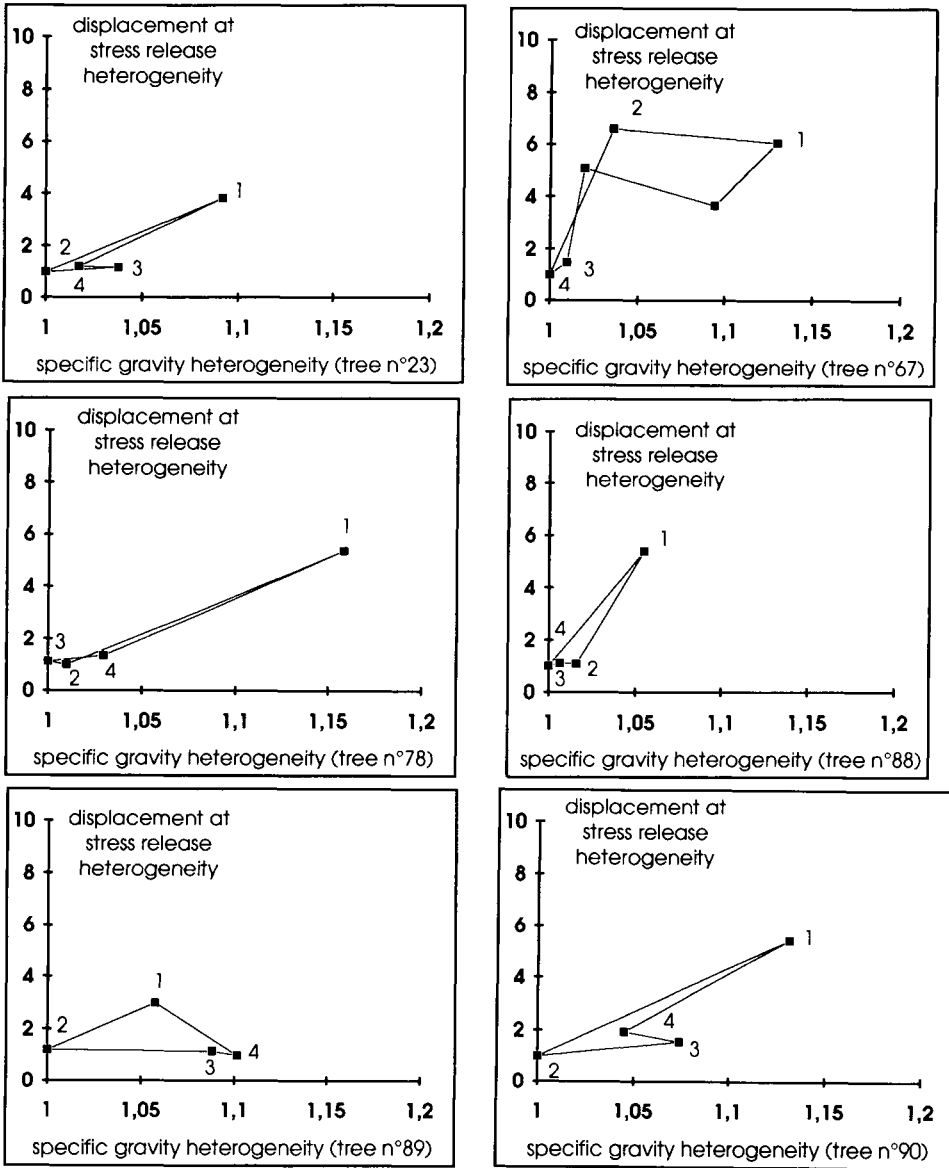 displacement at
stress release
heterogeneity
10
8
6
4
2
0
1
2
3
4
1 1,05 1,1 1,15 1,2
specific gravity heterogeneity (tree n°23)
displacement at
stress release
heterogeneity
10
8
6
4
2
0
2
1
3
4
1 1,05 1,1 1,15 1,2
specific gravity heterogeneity (tree n°67)
displacement at
stress release
heterogeneity
10
8
6
4
2
0
1
3
2
4
1 1,05 1,1 1,15 1,2
specific gravity heterogeneity (tree n°78)
displacement at
stress release
heterogeneity
10
8
6
4
2
0
1
4
3
2
1 1,05 1,1 1,15 1,2
specific gravity heterogeneity (tree n°88)
displacement at
stress release
heterogeneity
10
8
6
4
2
0
1
2
3
4
1 1,05 1,1 1,15 1,2
specific gravity heterogeneity (tree n°89)
displacement at
stress release
heterogeneity
10
8
6
4
2
0
1
4
3
2
1 1,05 1,1 1,15 1,2
specific gravity heterogeneity (tree n°90)